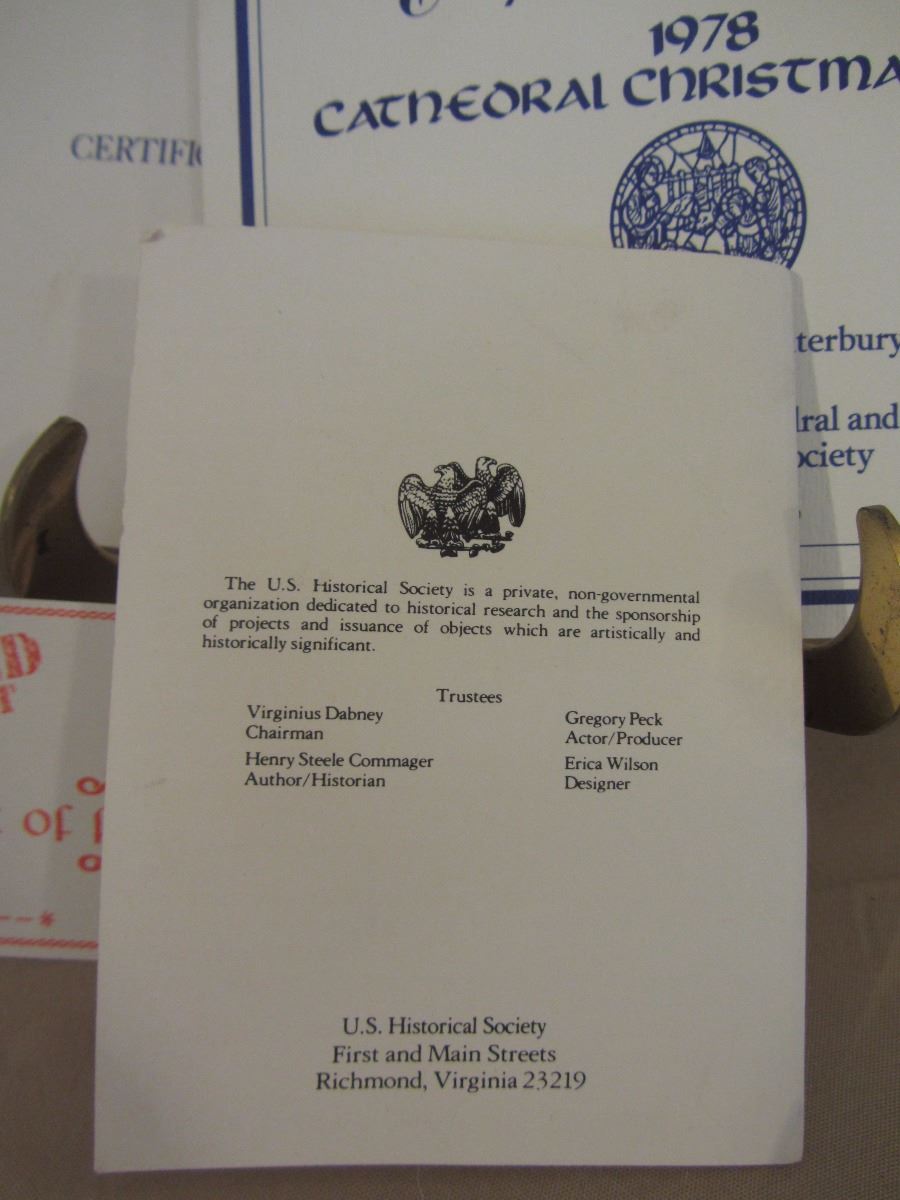 1978
CATHEDRAL CHRISTMA
CERTIFIC
terbury
dral and
ociety
The U.S. Historical Society is a private, non-governmental
organization dedicated to historical research and the sponsorship
of projects and issuance of objects which are artistically and
historically significant.
Trustees
Virginius Dabney
Chairman
Henry Steele Commager
Author/Historian
Gregory Peck
Actor/Producer
Erica Wilson
Designer
of
U.S. Historical Society
First and Main Streets
Richmond, Virginia 23219